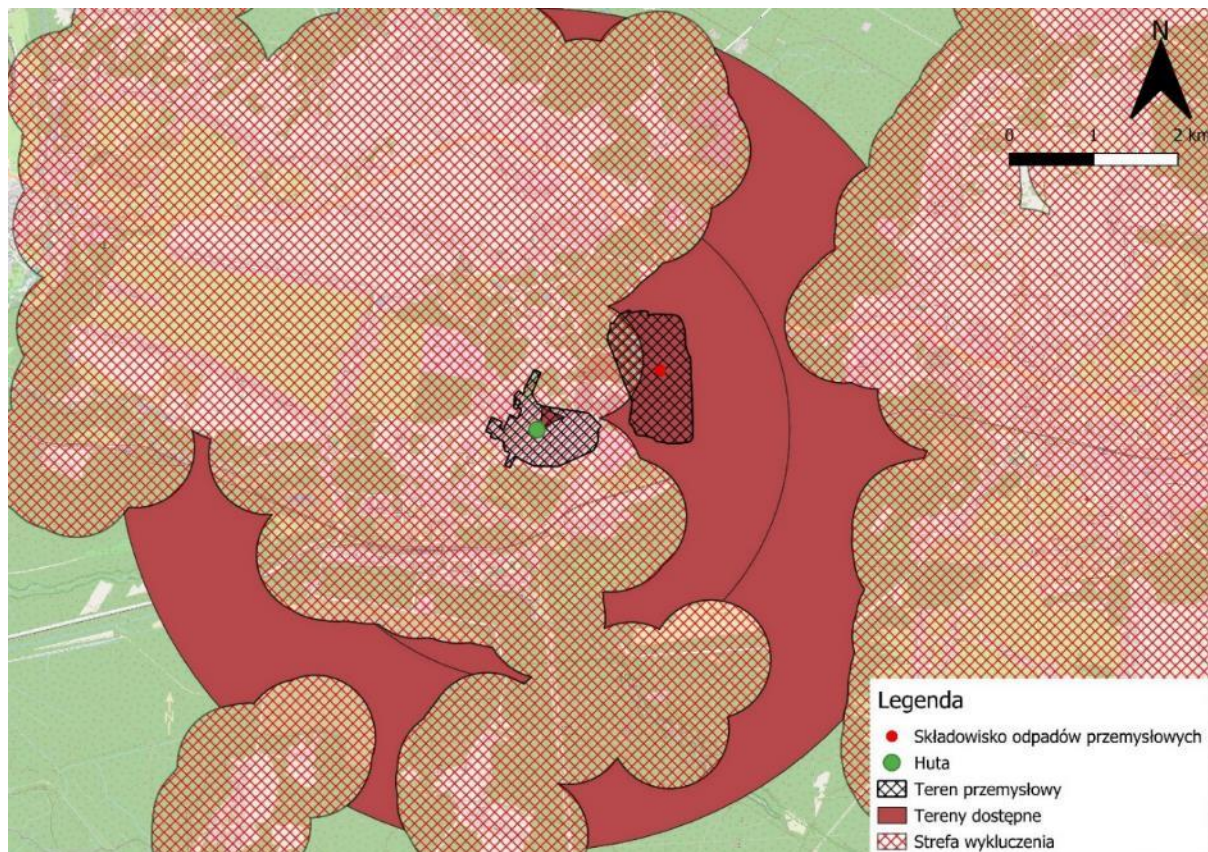 N
0 1 2 km
Legenda
Składowisko odpadów przemysłowych
Huta
Teren przemysłowy
Tereny dostępne
Strefa wykluczenia